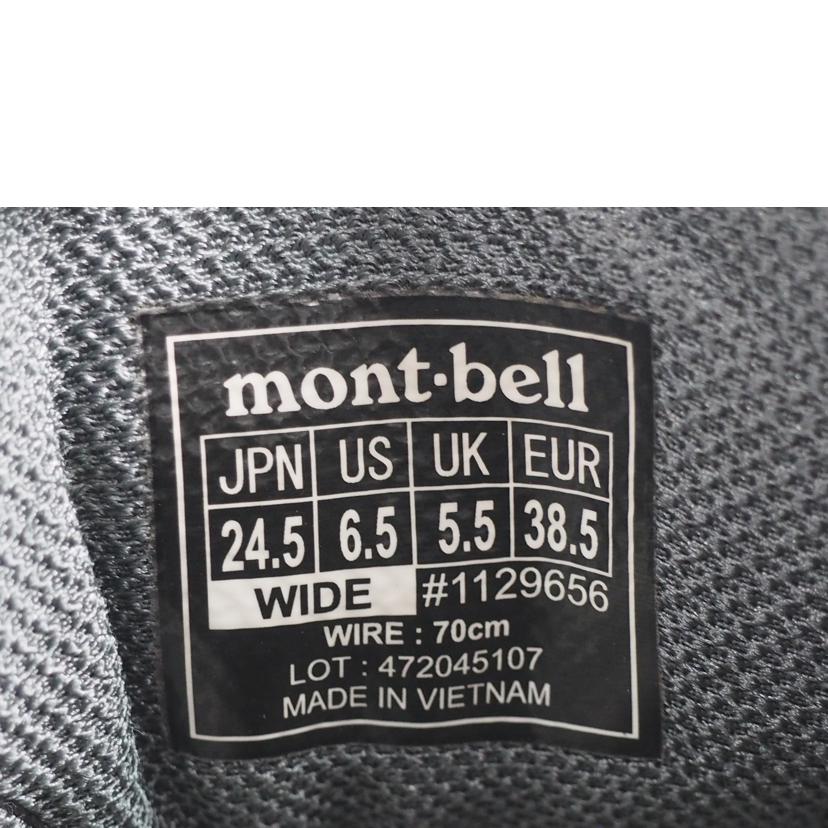 mont·bell
JPN US UK EUR
24.5 6.5 5.5 38.5
WIDE #1129656
WIRE : 70cm
LOT : 472045107
MADE IN VIETNAM